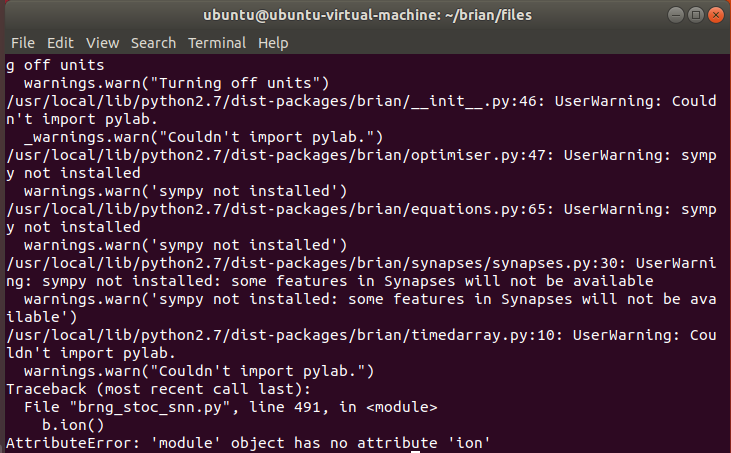 ubuntu@ubuntu-virtual-machine: ~/brian/files
File Edit View Search Terminal Help
g off units
  warnings.warn("Turning off units")
/usr/local/lib/python2.7/dist-packages/brian/__init__.py:46: UserWarning: Could
n't import pylab.
  _warnings.warn("Couldn't import pylab.")
/usr/local/lib/python2.7/dist-packages/brian/optimiser.py:47: UserWarning: symp
y not installed
  warnings.warn('sympy not installed')
/usr/local/lib/python2.7/dist-packages/brian/equations.py:65: UserWarning: symp
y not installed
  warnings.warn('sympy not installed')
/usr/local/lib/python2.7/dist-packages/brian/synapses/synapses.py:30: UserWarni
ng: sympy not installed: some features in Synapses will not be available
  warnings.warn('sympy not installed: some features in Synapses will not be ava
ilable')
/usr/local/lib/python2.7/dist-packages/brian/timedarray.py:10: UserWarning: Cou
ldn't import pylab.
  warnings.warn("Couldn't import pylab.")
Traceback (most recent call last):
  File "brng_stoc_snn.py", line 491, in <module>
    b.ion()
AttributeError: 'module' object has no attribute 'ion'